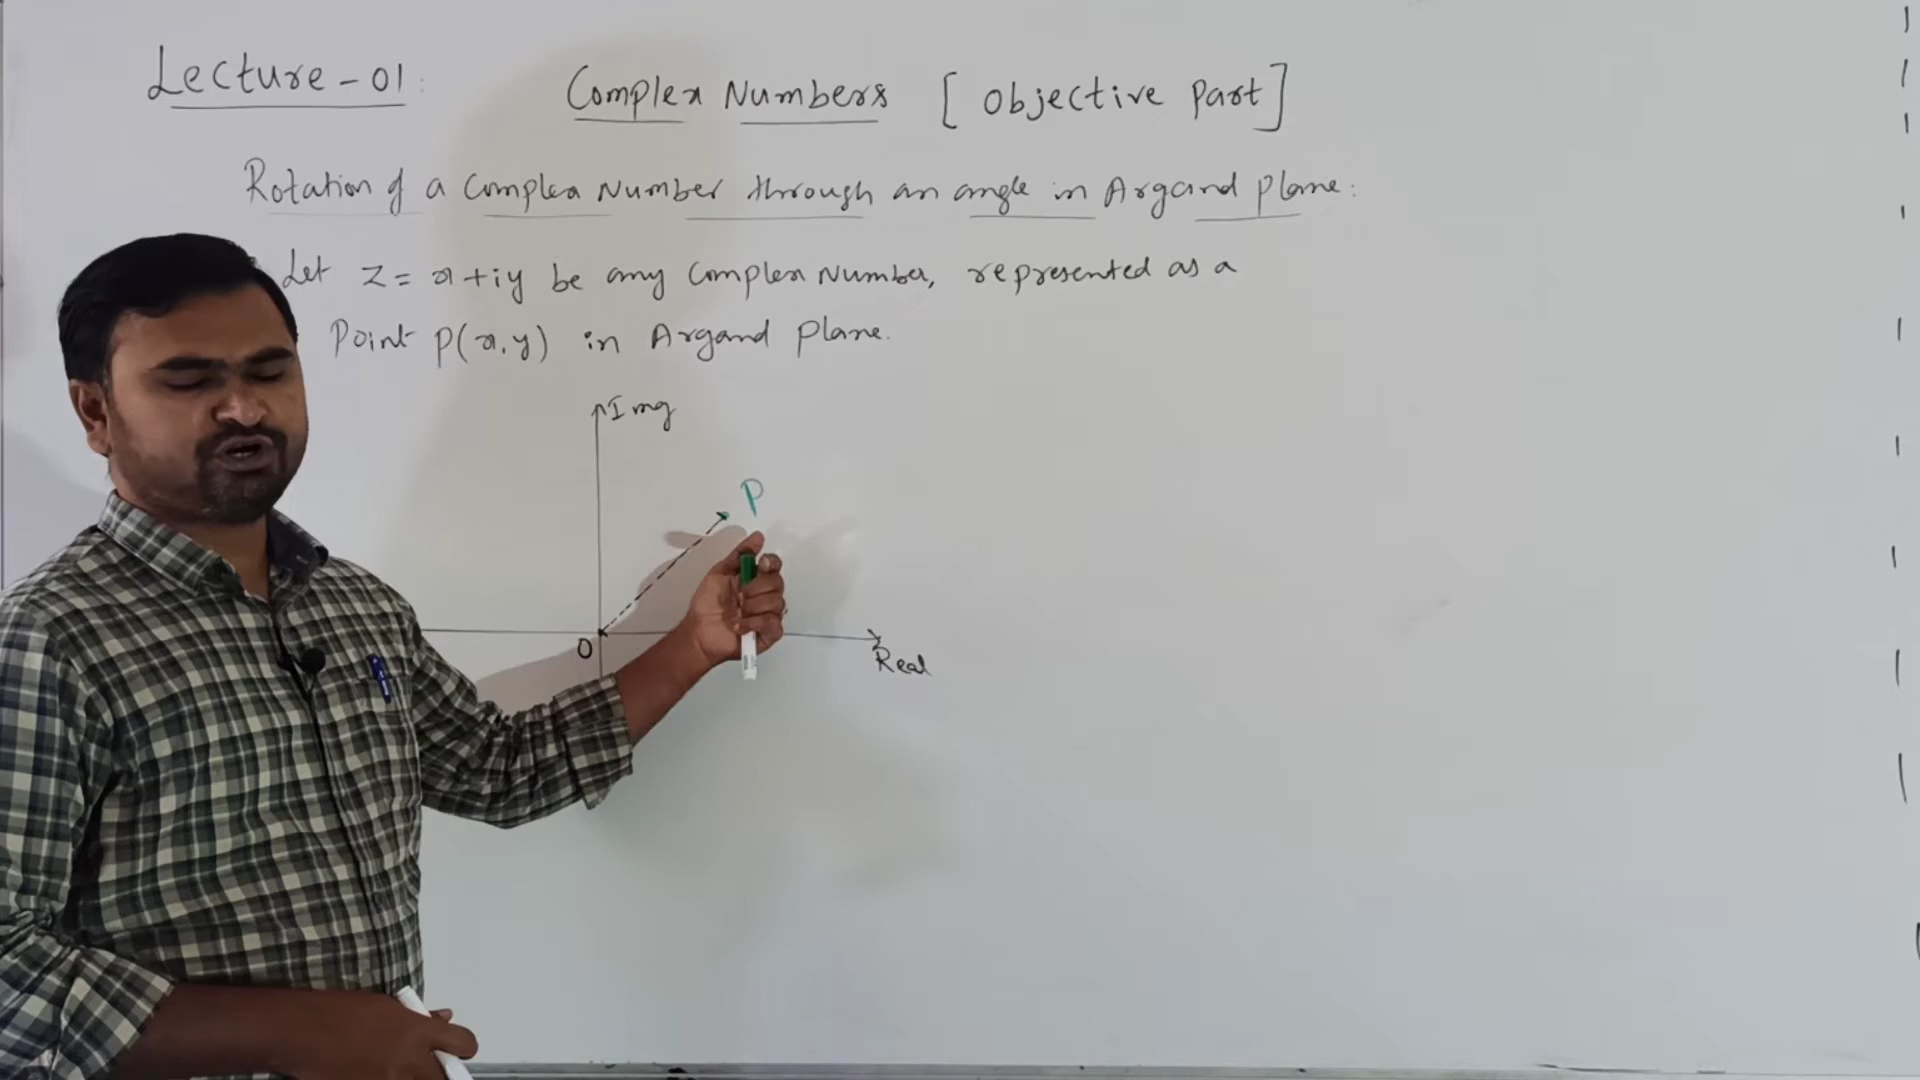 Lecture-01:
Complex Numbers [Objective Part]
Rotation of a Complex Number through an angle in Argand plane:
Let z = x+iy be any Complex Number, represented as a
Point P(x,y) in Argand plane.
Img
P
O
Real